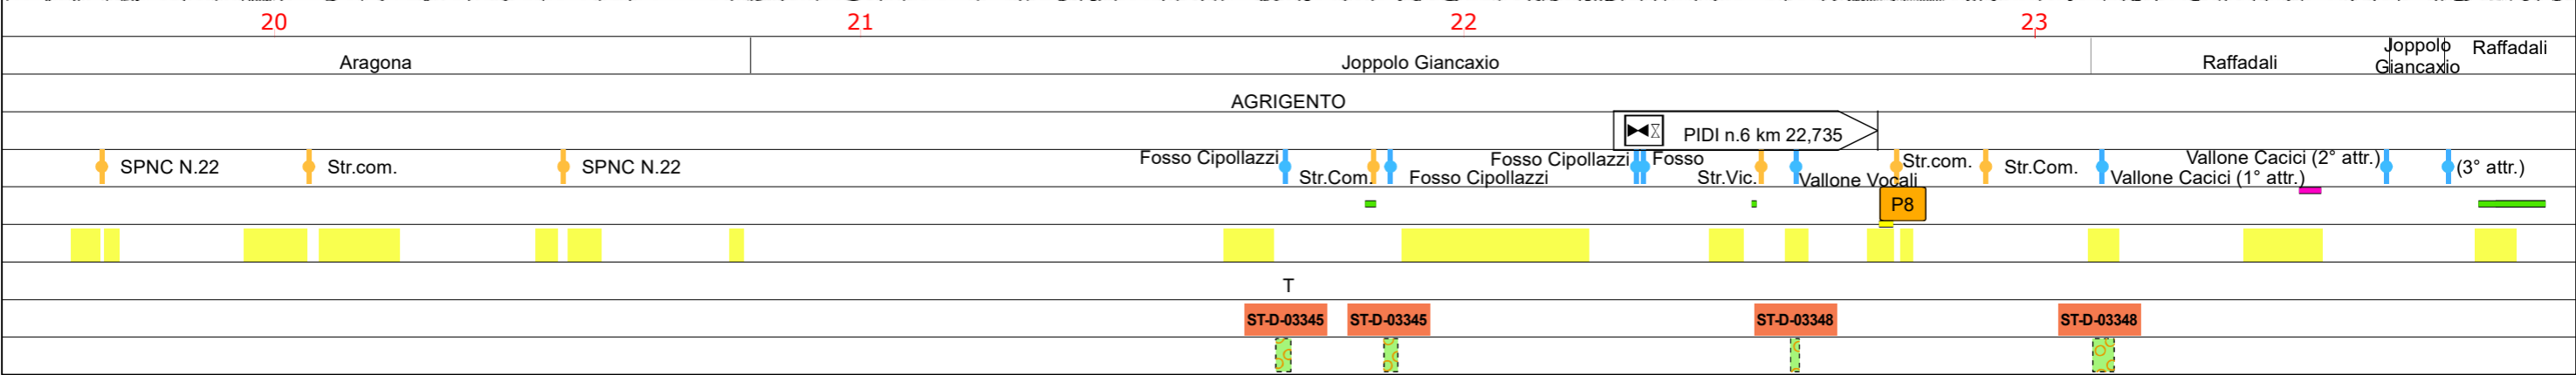 20 21 22 23
Aragona Joppolo Giancaxio Raffadali Joppolo Giancaxio Raffadali
AGRIGENTO
PIDI n.6 km 22,735
SPNC N.22 Str.com. SPNC N.22 Fosso Cipollazzi Str.Com. Fosso Cipollazzi Fosso Cipollazzi Fosso Str.Vic. Vallone Vocali Str.com. Str.Com. Vallone Cacici (1° attr.) Vallone Cacici (2° attr.) (3° attr.)
P8
T
ST-D-03345 ST-D-03345 ST-D-03348 ST-D-03348